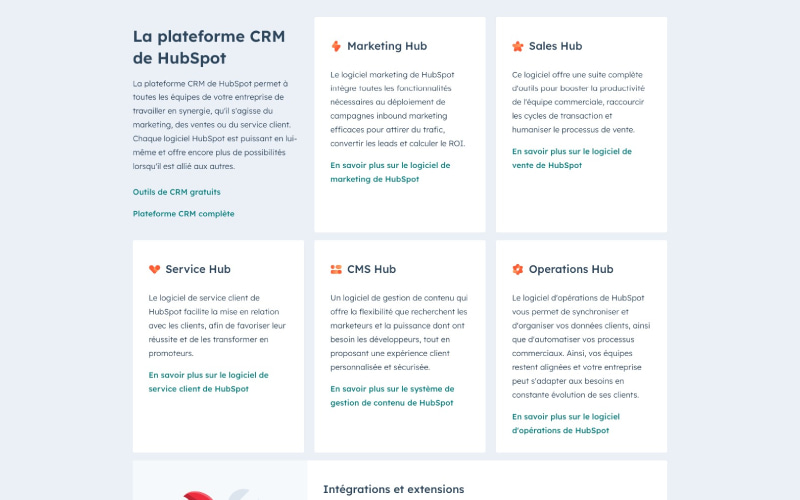 La plateforme CRM
de HubSpot
La plateforme CRM de HubSpot permet à
toutes les équipes de votre entreprise de
travailler en synergie, qu'il s'agisse du
marketing, des ventes ou du service client.
Chaque logiciel HubSpot est puissant en lui-
même et offre encore plus de possibilités
lorsqu'il est allié aux autres.
Outils de CRM gratuits
Plateforme CRM complète
Marketing Hub
Le logiciel marketing de HubSpot
intègre toutes les fonctionnalités
nécessaires au déploiement de
campagnes inbound marketing
efficaces pour attirer du trafic,
convertir les leads et calculer le ROI.
En savoir plus sur le logiciel de
marketing de HubSpot
Sales Hub
Ce logiciel offre une suite complète
d'outils pour booster la productivité
de l'équipe commerciale, raccourcir
les cycles de transaction et
humaniser le processus de vente.
En savoir plus sur le logiciel de
vente de HubSpot
Service Hub
Le logiciel de service client de
HubSpot facilite la mise en relation
avec les clients, afin de favoriser leur
réussite et de les transformer en
promoteurs.
En savoir plus sur le logiciel de
service client de HubSpot
CMS Hub
Un logiciel de gestion de contenu qui
offre la flexibilité que recherchent les
marketeurs et la puissance dont ont
besoin les développeurs, tout en
proposant une expérience client
personnalisée et sécurisée.
En savoir plus sur le système de
gestion de contenu de HubSpot
Operations Hub
Le logiciel d'opérations de HubSpot
vous permet de synchroniser et
d'organiser vos données clients, ainsi
que d'automatiser vos processus
commerciaux. Ainsi, vos équipes
restent alignées et votre entreprise
peut s'adapter aux besoins en
constante évolution de ses clients.
En savoir plus sur le logiciel
d'opérations de HubSpot
Intégrations et extensions